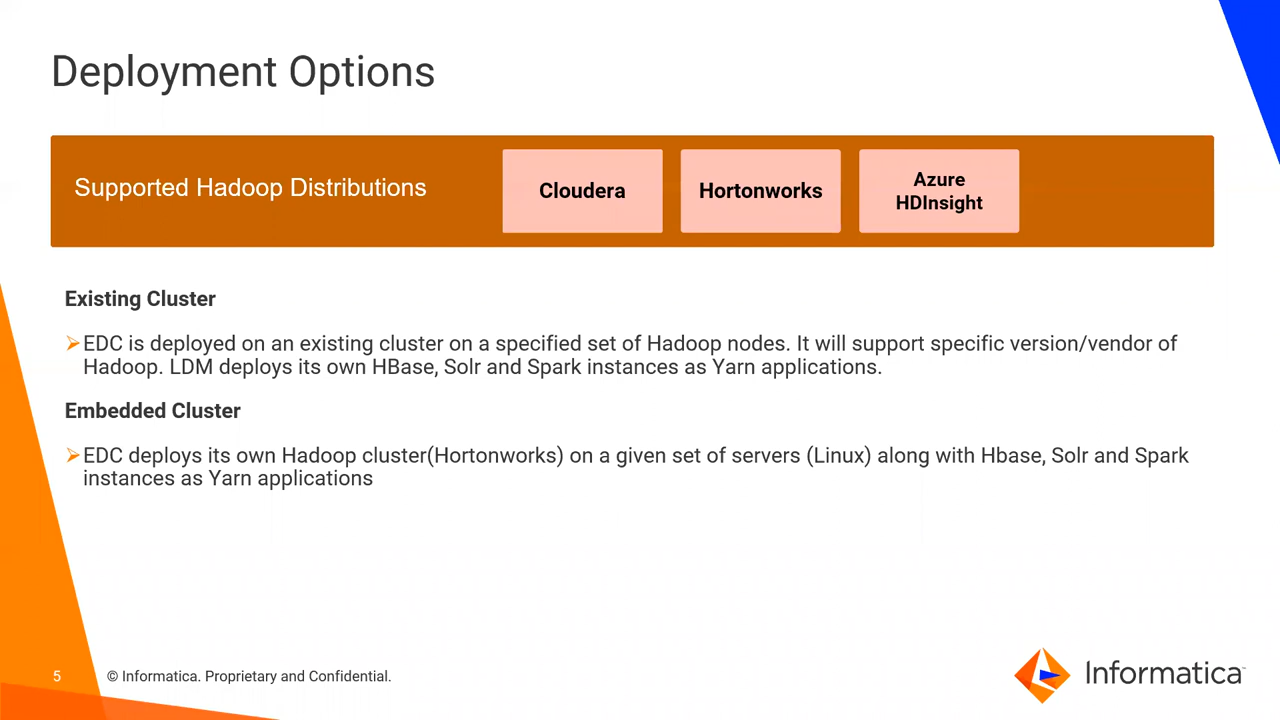 Deployment Options
Supported Hadoop Distributions
Cloudera
Hortonworks
Azure
HDInsight
Existing Cluster
EDC is deployed on an existing cluster on a specified set of Hadoop nodes. It will support specific version/vendor of
Hadoop. LDM deploys its own HBase, Solr and Spark instances as Yarn applications.
Embedded Cluster
EDC deploys its own Hadoop cluster(Hortonworks) on a given set of servers (Linux) along with Hbase, Solr and Spark
instances as Yarn applications
5
© Informatica. Proprietary and Confidential.
Informatica